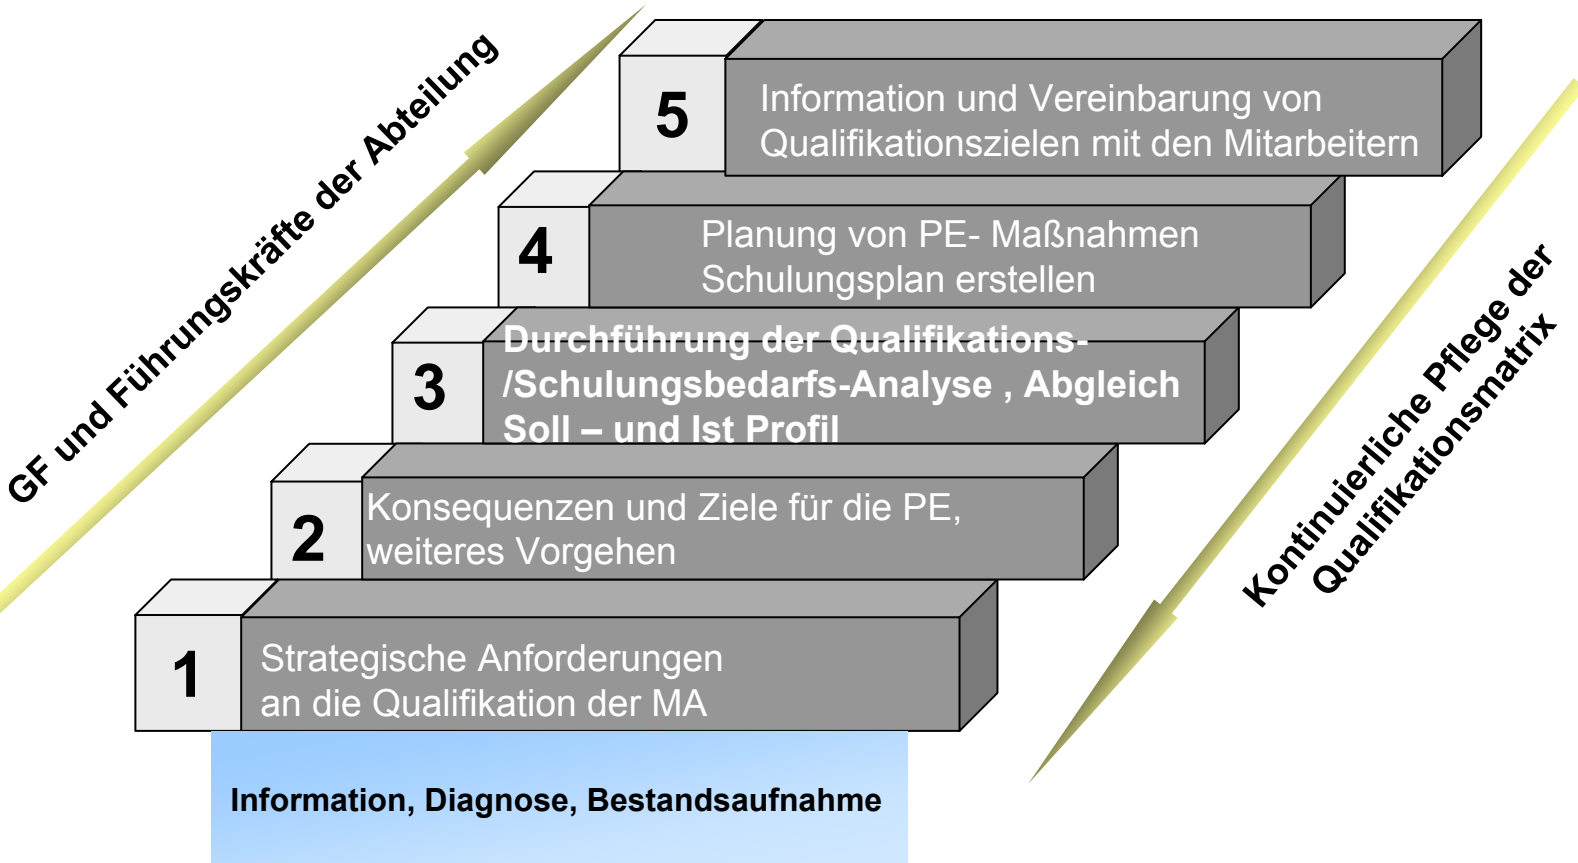 GF und Führungskräfte der Abteilung
5
Information und Vereinbarung von
Qualifikationszielen mit den Mitarbeitern
4
Planung von PE- Maßnahmen
Schulungsplan erstellen
3
Durchführung der Qualifikations-
/Schulungsbedarfs-Analyse , Abgleich
Soll – und Ist Profil
2
Konsequenzen und Ziele für die PE,
weiteres Vorgehen
1
Strategische Anforderungen
an die Qualifikation der MA
Information, Diagnose, Bestandsaufnahme
Kontinuierliche Pflege der
Qualifikationsmatrix